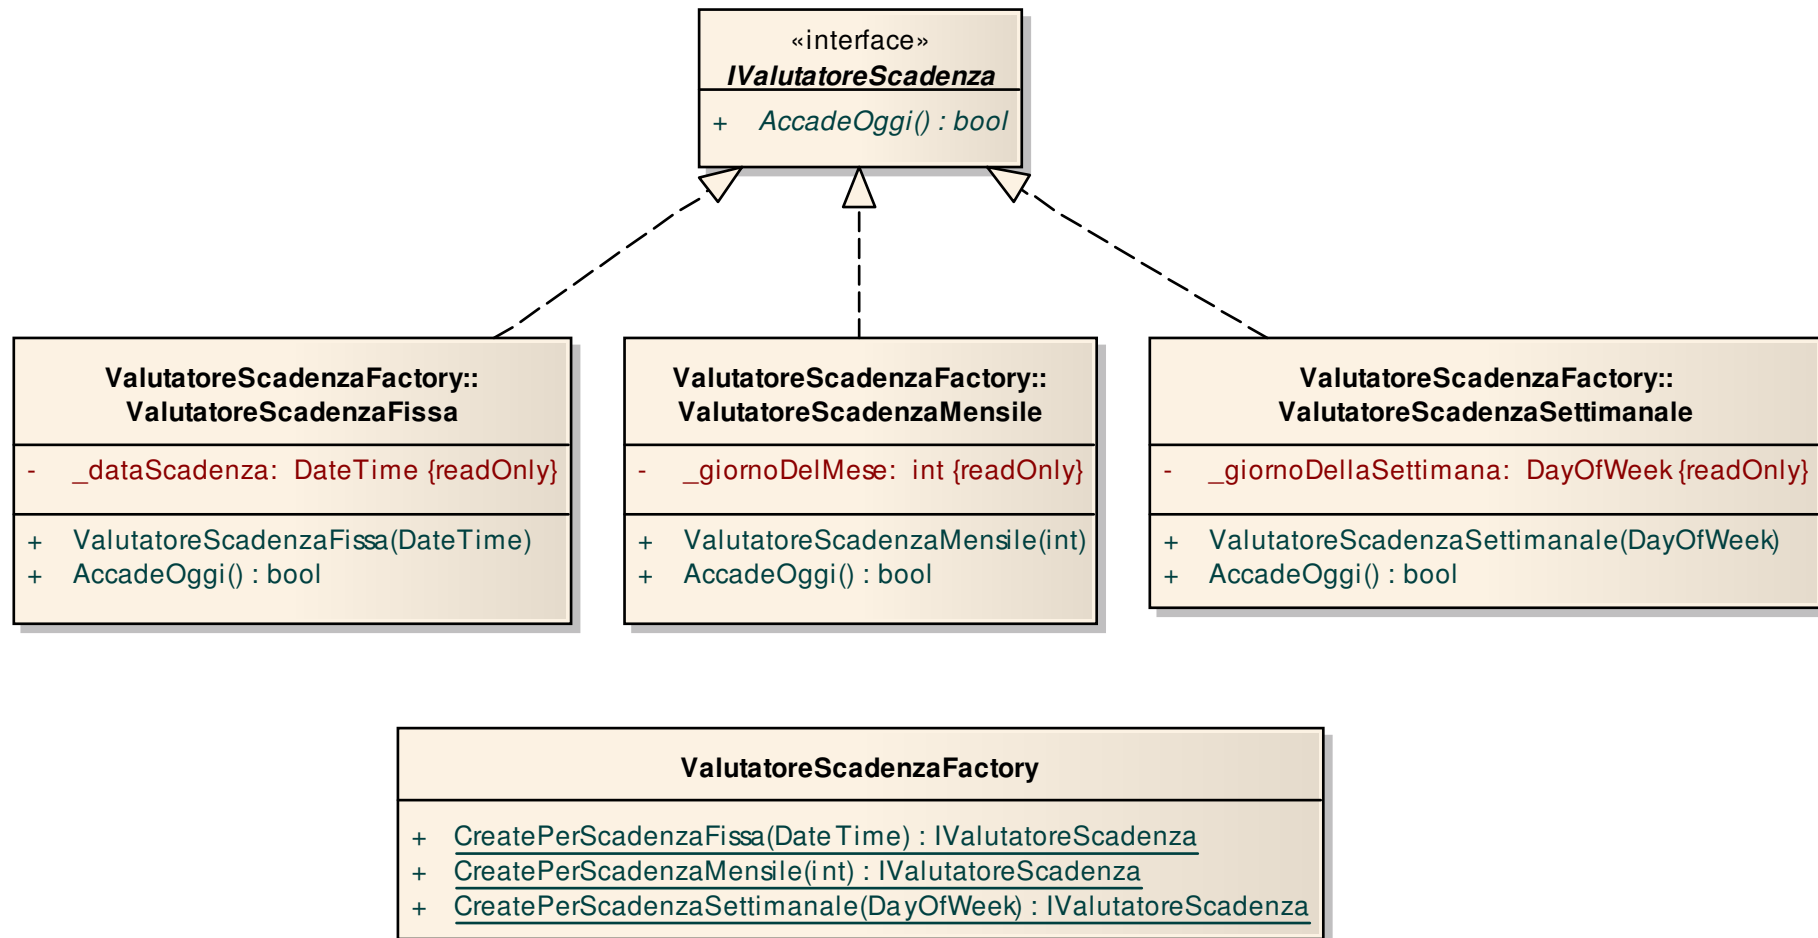 «interface»
IValutatoreScadenza
+ AccadeOggi() : bool
ValutatoreScadenzaFactory::
ValutatoreScadenzaFissa
- _dataScadenza: DateTime {readOnly}
+ ValutatoreScadenzaFissa(DateTime)
+ AccadeOggi() : bool
ValutatoreScadenzaFactory::
ValutatoreScadenzaMensile
- _giornoDelMese: int {readOnly}
+ ValutatoreScadenzaMensile(int)
+ AccadeOggi() : bool
ValutatoreScadenzaFactory::
ValutatoreScadenzaSettimanale
- _giornoDellaSettimana: DayOfWeek {readOnly}
+ ValutatoreScadenzaSettimanale(DayOfWeek)
+ AccadeOggi() : bool
ValutatoreScadenzaFactory
+ CreatePerScadenzaFissa(DateTime) : IValutatoreScadenza
+ CreatePerScadenzaMensile(int) : IValutatoreScadenza
+ CreatePerScadenzaSettimanale(DayOfWeek) : IValutatoreScadenza